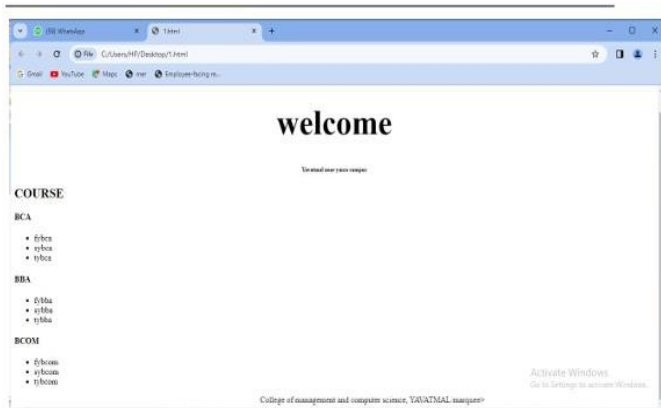 (59) WhatsApp 1.html
File C:/Users/HP/Desktop/1.html
Gmail YouTube Maps Employee-facing re...
welcome
Yavatmal near campus
COURSE
BCA
fybca
sybca
tybca
BBA
fybba
sybba
tybba
BCOM
fybcom
sybcom
tybcom
Activate Windows
Go to Settings to activate Windows.
College of management and computer science, YAVATMAL marquee>